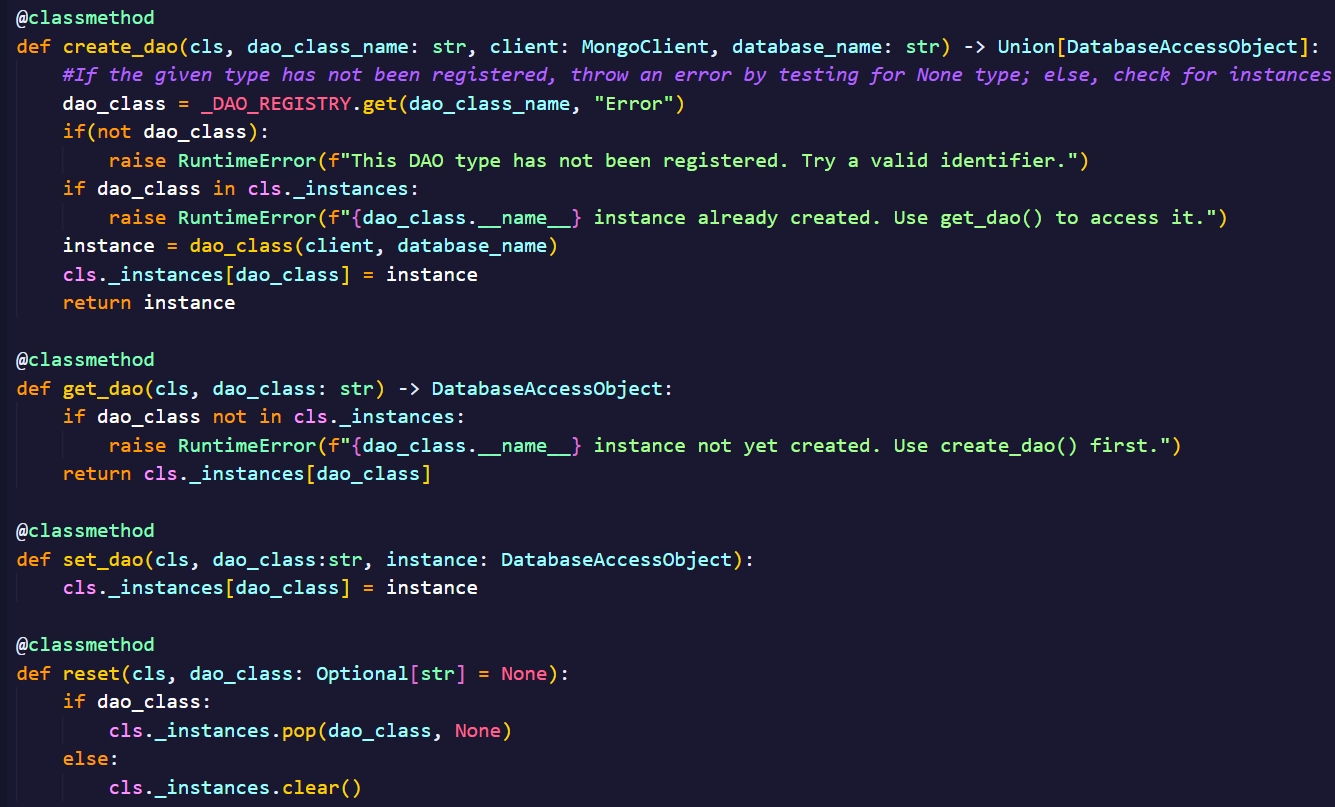 @classmethod
def create_dao(cls, dao_class_name: str, client: MongoClient, database_name: str) -> Union[DatabaseAccessObject]:
    #If the given type has not been registered, throw an error by testing for None type; else, check for instances
    dao_class = _DAO_REGISTRY.get(dao_class_name, "Error")
    if(not dao_class):
        raise RuntimeError(f"This DAO type has not been registered. Try a valid identifier.")
    if dao_class in cls._instances:
        raise RuntimeError(f"{dao_class.__name__} instance already created. Use get_dao() to access it.")
    instance = dao_class(client, database_name)
    cls._instances[dao_class] = instance
    return instance

@classmethod
def get_dao(cls, dao_class: str) -> DatabaseAccessObject:
    if dao_class not in cls._instances:
        raise RuntimeError(f"{dao_class.__name__} instance not yet created. Use create_dao() first.")
    return cls._instances[dao_class]

@classmethod
def set_dao(cls, dao_class:str, instance: DatabaseAccessObject):
    cls._instances[dao_class] = instance

@classmethod
def reset(cls, dao_class: Optional[str] = None):
    if dao_class:
        cls._instances.pop(dao_class, None)
    else:
        cls._instances.clear()